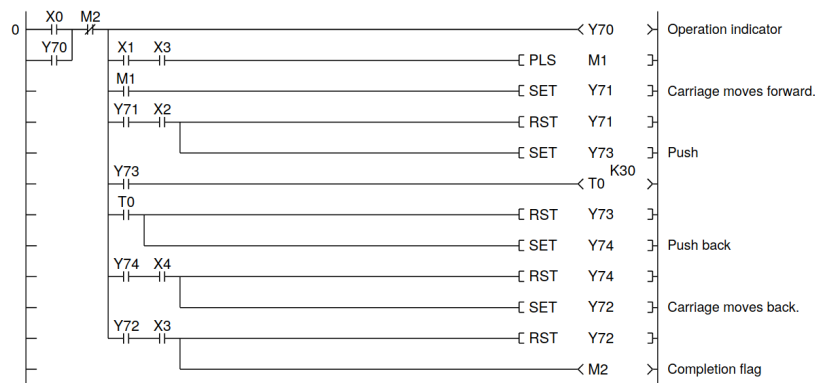 X0 M2
0 Y70 Operation indicator
Y70 X1 X3
PLS M1
M1
SET Y71 Carriage moves forward.
Y71 X2
RST Y71
SET Y73 Push
Y73 K30
T0
T0
RST Y73
SET Y74 Push back
Y74 X4
RST Y74
SET Y72 Carriage moves back.
Y72 X3
RST Y72
M2 Completion flag